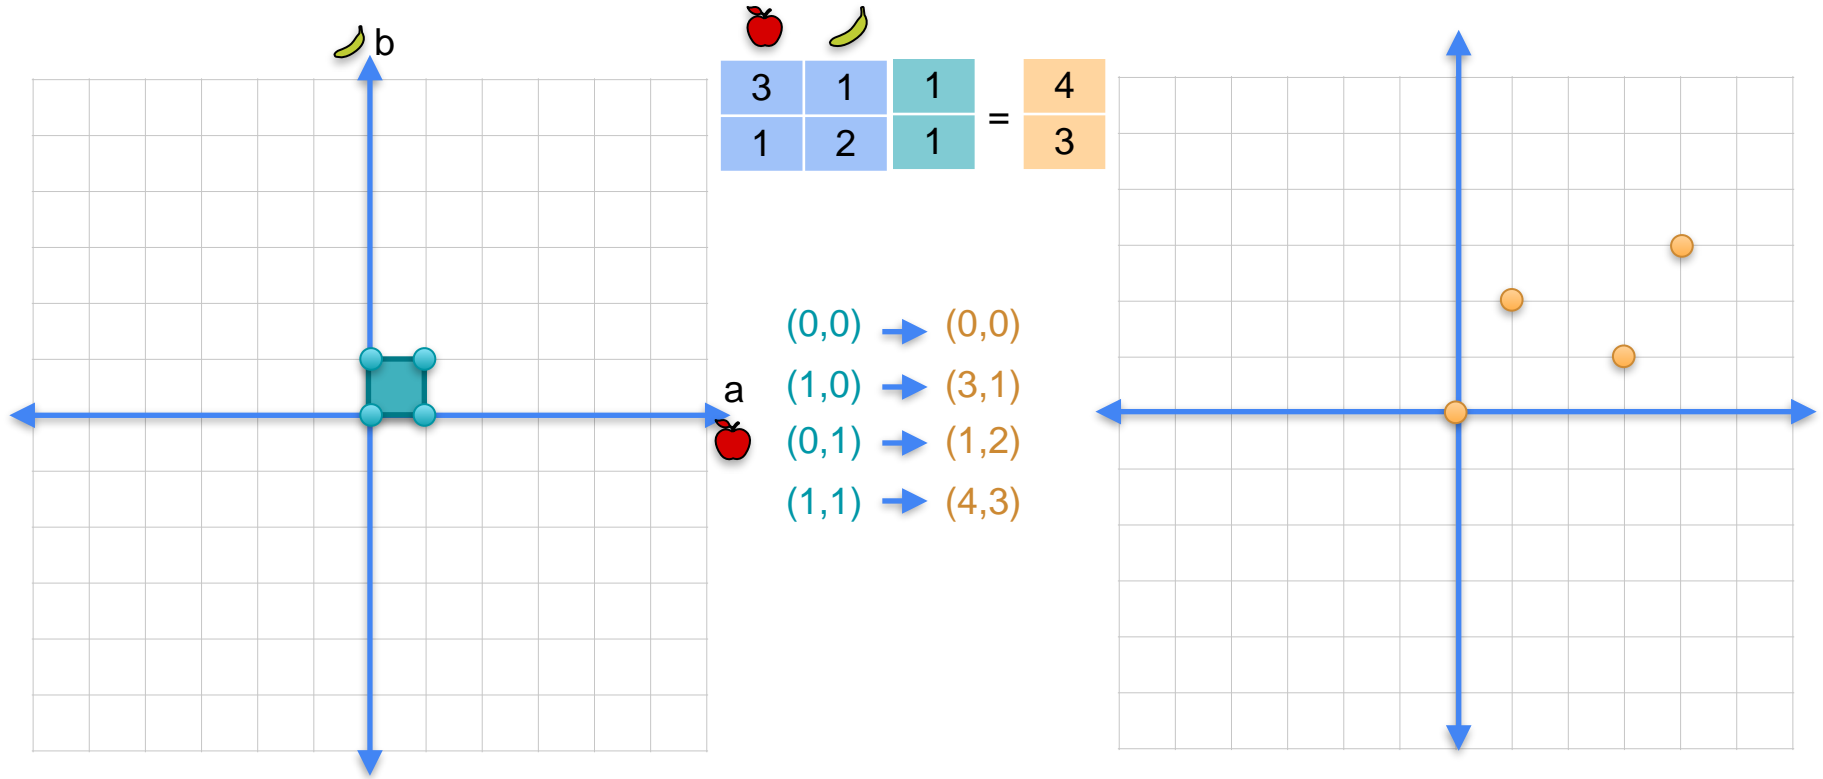 b
3 1 1 = 4
1 2 1 3
a
(0,0) (0,0)
(1,0) (3,1)
(0,1) (1,2)
(1,1) (4,3)